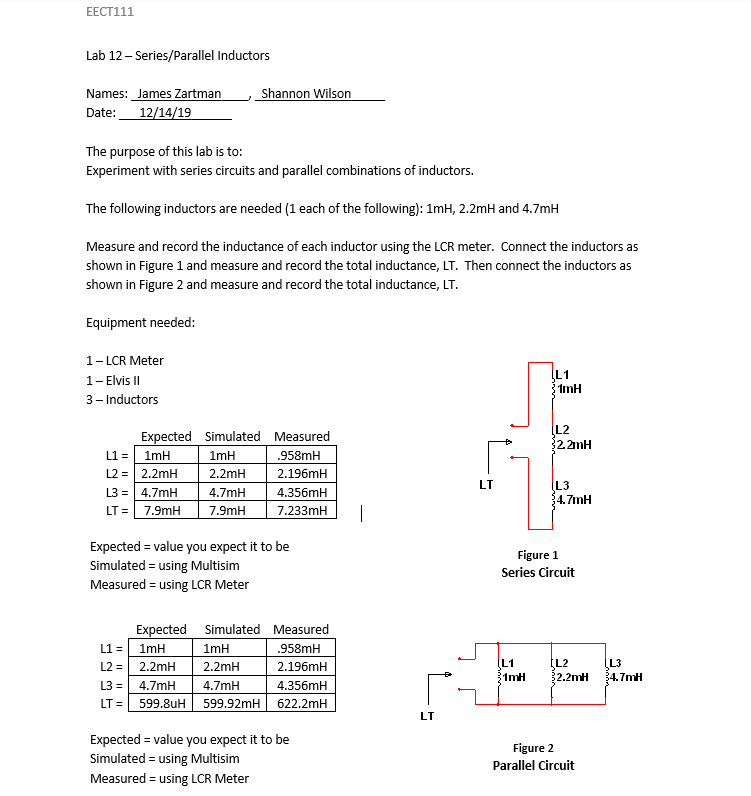 EECT111
Lab 12 – Series/Parallel Inductors
Names: James Zartman , Shannon Wilson
Date: 12/14/19
The purpose of this lab is to:
Experiment with series circuits and parallel combinations of inductors.
The following inductors are needed (1 each of the following): 1mH, 2.2mH and 4.7mH
Measure and record the inductance of each inductor using the LCR meter. Connect the inductors as
shown in Figure 1 and measure and record the total inductance, LT. Then connect the inductors as
shown in Figure 2 and measure and record the total inductance, LT.
Equipment needed:
1 – LCR Meter
1 – Elvis II
3 – Inductors
Expected Simulated Measured
L1 = 1mH 1mH .958mH
L2 = 2.2mH 2.2mH 2.196mH
L3 = 4.7mH 4.7mH 4.356mH
LT = 7.9mH 7.9mH 7.233mH
Expected = value you expect it to be
Simulated = using Multisim
Measured = using LCR Meter
L1
1mH
L2
2.2mH
LT
L3
4.7mH
Figure 1
Series Circuit
Expected Simulated Measured
L1 = 1mH 1mH .958mH
L2 = 2.2mH 2.2mH 2.196mH
L3 = 4.7mH 4.7mH 4.356mH
LT = 599.8uH 599.92mH 622.2mH
Expected = value you expect it to be
Simulated = using Multisim
Measured = using LCR Meter
L1 L2 L3
1mH 2.2mH 4.7mH
LT
Figure 2
Parallel Circuit